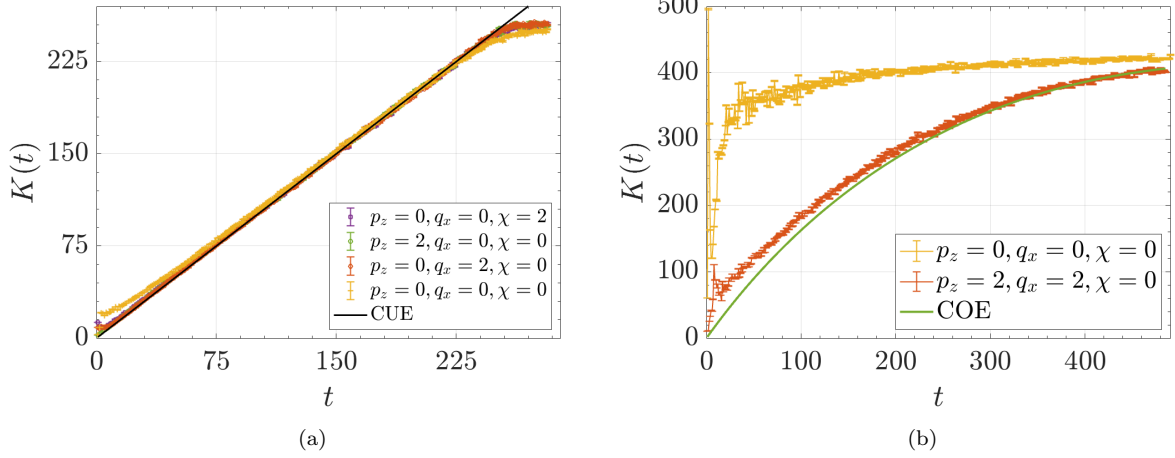 K(t)
225
150
75
0
0
75
150
225
t
p_z = 0, q_x = 0, χ = 2
p_z = 2, q_x = 0, χ = 0
p_z = 0, q_x = 2, χ = 0
p_z = 0, q_x = 0, χ = 0
CUE
(a)
K(t)
500
400
300
200
100
0
0
100
200
300
400
t
p_z = 0, q_x = 0, χ = 0
p_z = 2, q_x = 2, χ = 0
COE
(b)